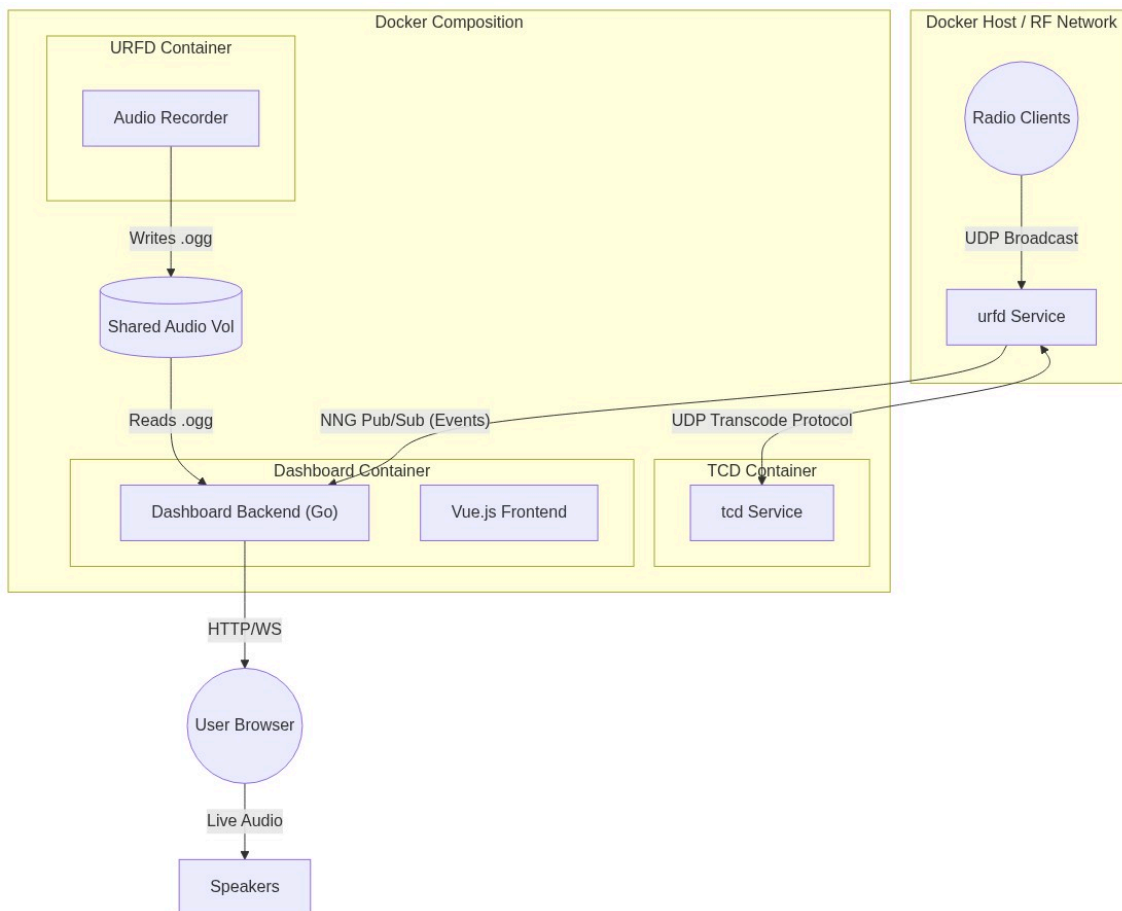 Docker Composition
Docker Host / RF Network
URFD Container
Audio Recorder
Radio Clients
Writes .ogg
UDP Broadcast
Shared Audio Vol
urfd Service
Reads .ogg
NNG Pub/Sub (Events)
UDP Transcode Protocol
Dashboard Container
TCD Container
Dashboard Backend (Go)
Vue.js Frontend
tcd Service
HTTP/WS
User Browser
Live Audio
Speakers